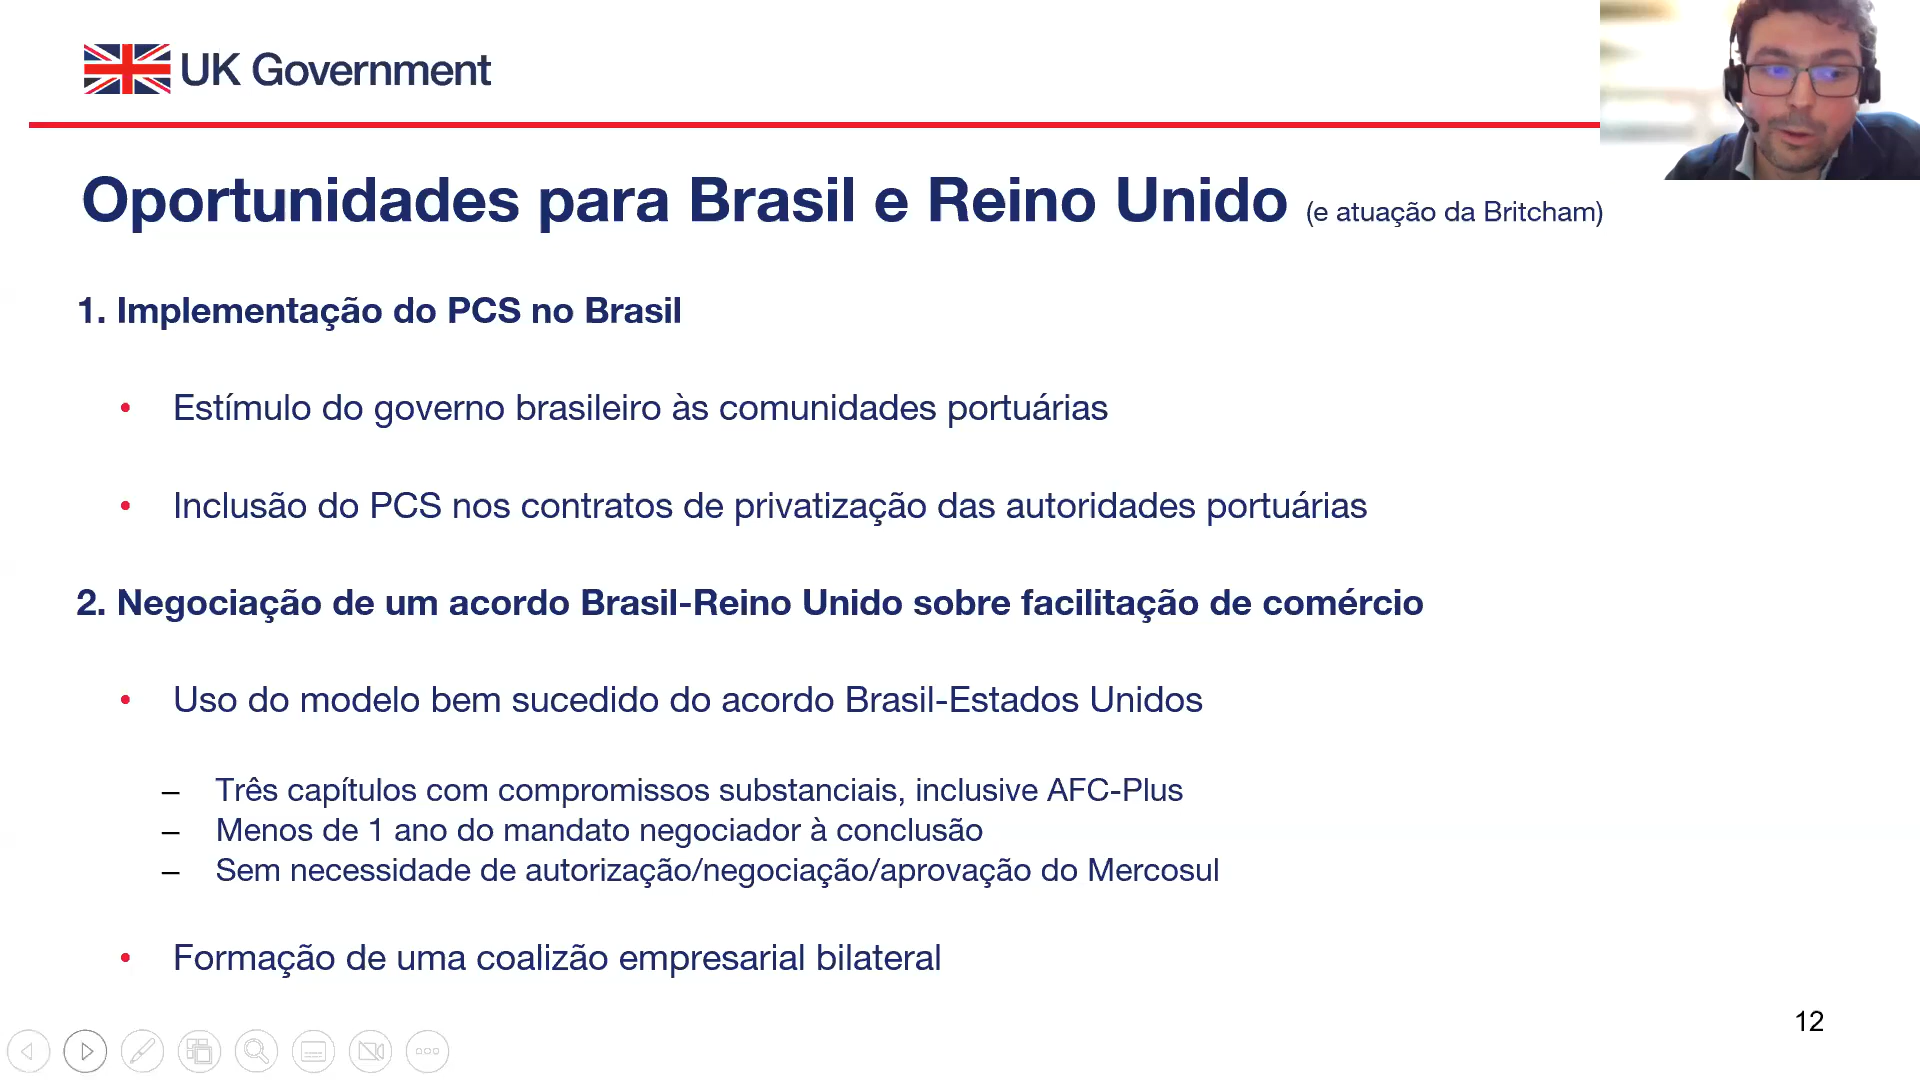 UK Government
Oportunidades para Brasil e Reino Unido (e atuação da Britcham)
1. Implementação do PCS no Brasil
• Estímulo do governo brasileiro às comunidades portuárias
• Inclusão do PCS nos contratos de privatização das autoridades portuárias
2. Negociação de um acordo Brasil-Reino Unido sobre facilitação de comércio
• Uso do modelo bem sucedido do acordo Brasil-Estados Unidos
– Três capítulos com compromissos substanciais, inclusive AFC-Plus
– Menos de 1 ano do mandato negociador à conclusão
– Sem necessidade de autorização/negociação/aprovação do Mercosul
• Formação de uma coalizão empresarial bilateral
12